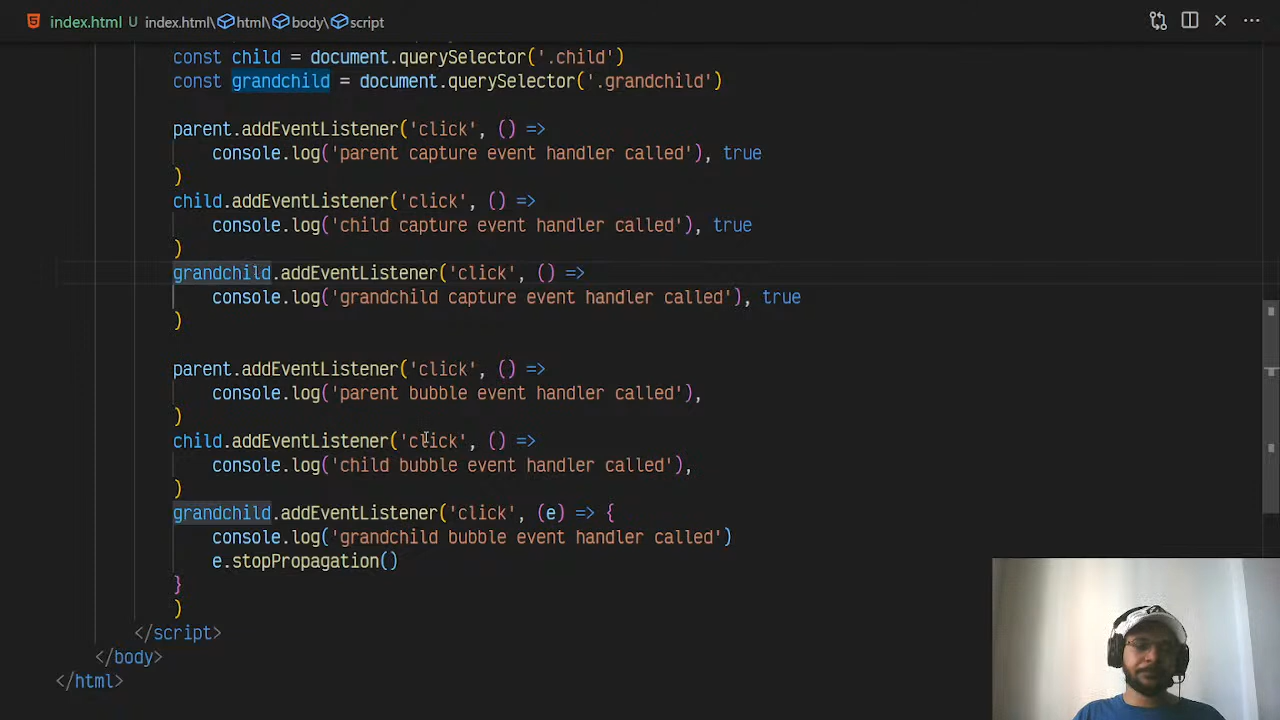 index.html U index.html\html\body\script
const child = document.querySelector('.child')
const grandchild = document.querySelector('.grandchild')
parent.addEventListener('click', () =>
console.log('parent capture event handler called'), true
)
child.addEventListener('click', () =>
console.log('child capture event handler called'), true
)
grandchild.addEventListener('click', () =>
console.log('grandchild capture event handler called'), true
)
parent.addEventListener('click', () =>
console.log('parent bubble event handler called'),
)
child.addEventListener('click', () =>
console.log('child bubble event handler called'),
)
grandchild.addEventListener('click', (e) => {
console.log('grandchild bubble event handler called')
e.stopPropagation()
}
)
</script>
</body>
</html>